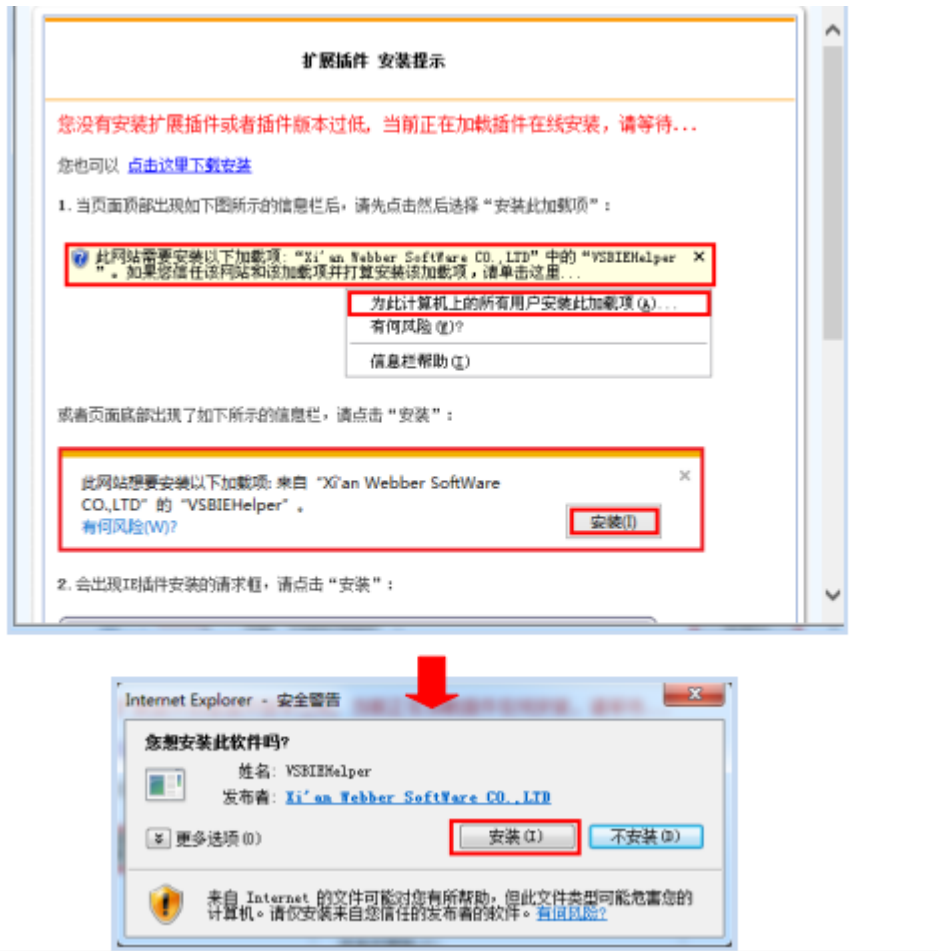 扩展插件 安装提示
您没有安装扩展插件或者插件版本过低, 当前正在加载插件在线安装, 请等待...
您也可以 点击这里下载安装
1. 当页面顶部出现如下图所示的信息栏后, 请先点击然后选择“安装此加载项”:
此网站需要安装以下加载项: “Xi'an Webber SoftWare CO.,LTD”中的“VSBIEHelper
”。如果您信任该网站和该加载项并打算安装该加载项, 请单击这里...
为此计算机上的所有用户安装此加载项(A)...
有何风险(W)?
信息栏帮助(I)
或者页面底部出现了如下所示的信息栏, 请点击“安装”:
此网站想要安装以下加载项: 来自 “Xi'an Webber SoftWare
CO.,LTD” 的 “VSBIEHelper”。
有何风险(W)?
安装(I)
2. 会出现IE插件安装的请求框, 请点击“安装”:
Internet Explorer - 安全警告
您想安装此软件吗?
姓名: VSBIEHelper
发布者: Xi'an Webber SoftWare CO.,LTD
更多选项(O)
安装(I)
不安装(D)
来自 Internet 的文件可能对您有所帮助, 但此文件类型可能危害您的
计算机。请仅安装来自您信任的发布者的软件。有何风险?